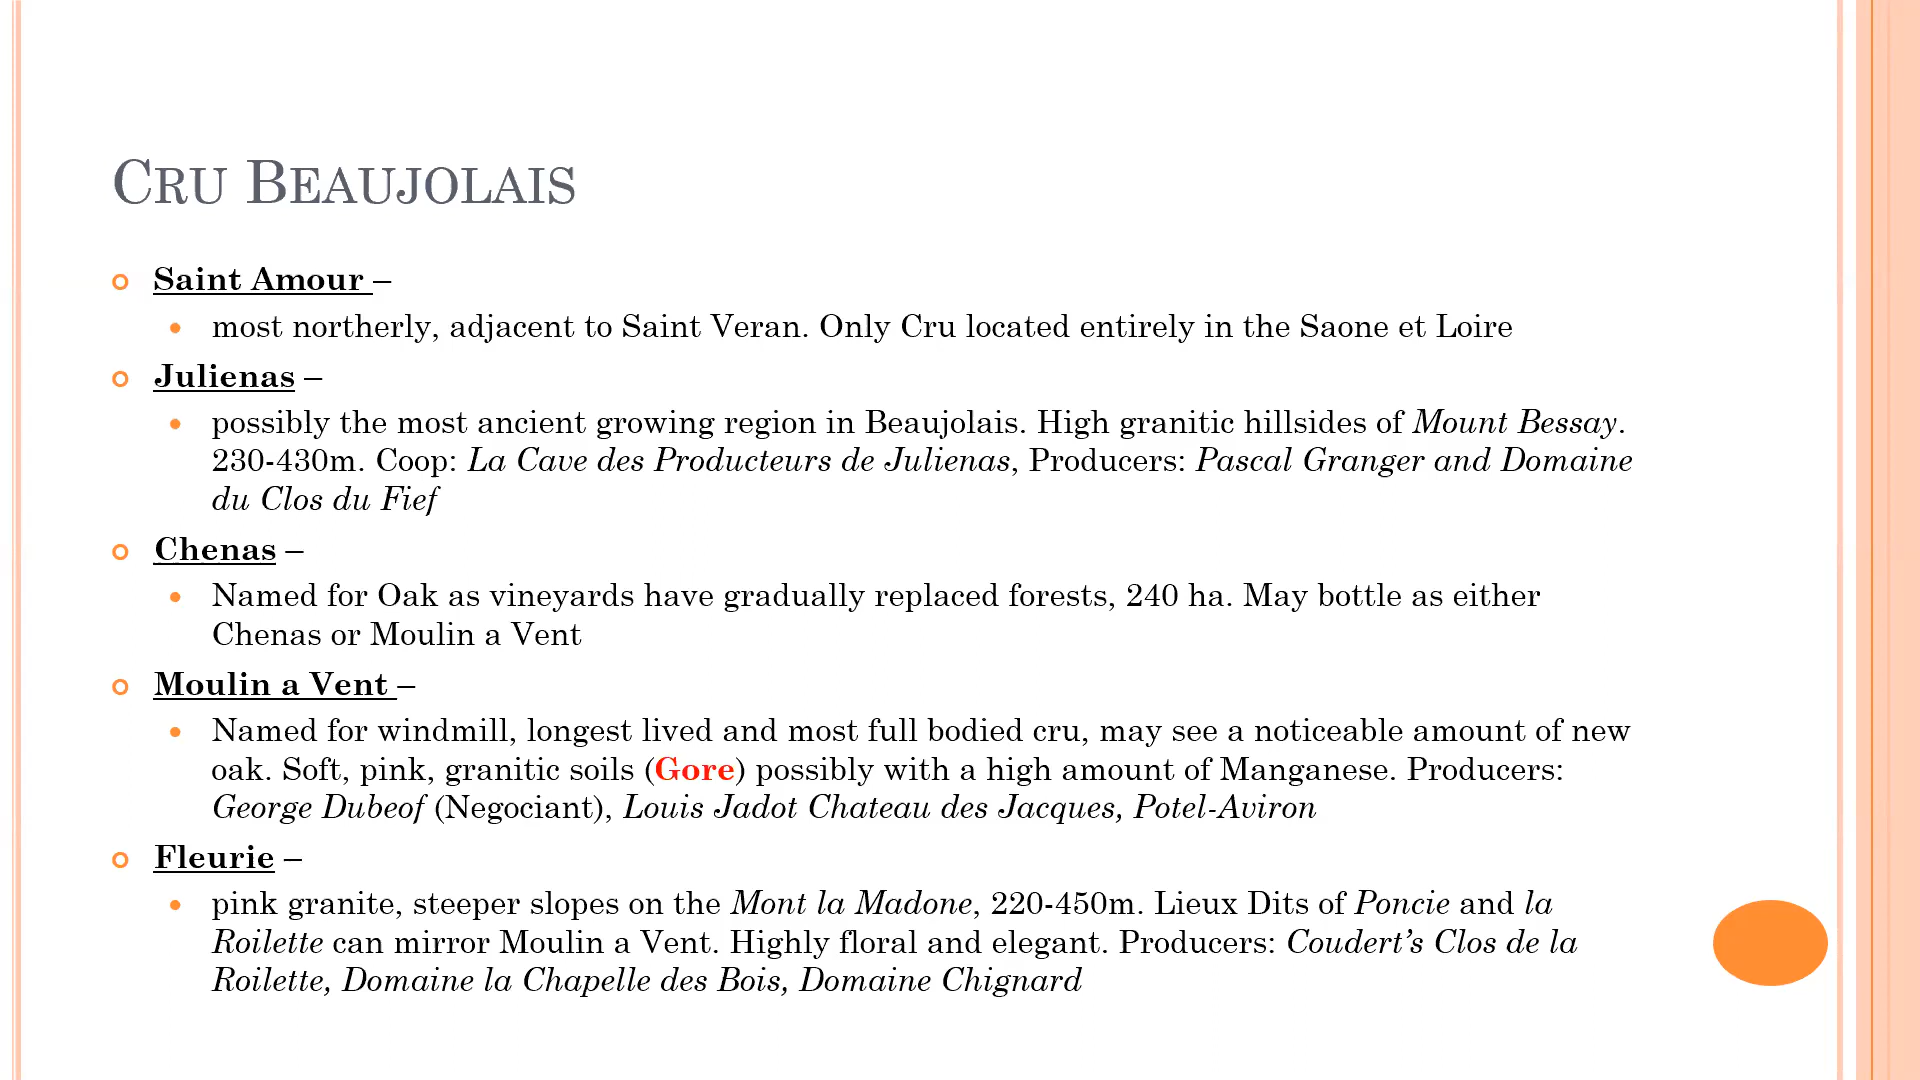 CRU BEAUJOLAIS
Saint Amour –
most northerly, adjacent to Saint Veran. Only Cru located entirely in the Saone et Loire
Julienas –
possibly the most ancient growing region in Beaujolais. High granitic hillsides of Mount Bessay.
230-430m. Coop: La Cave des Producteurs de Julienas, Producers: Pascal Granger and Domaine
du Clos du Fief
Chenas –
Named for Oak as vineyards have gradually replaced forests, 240 ha. May bottle as either
Chenas or Moulin a Vent
Moulin a Vent –
Named for windmill, longest lived and most full bodied cru, may see a noticeable amount of new
oak. Soft, pink, granitic soils (Gore) possibly with a high amount of Manganese. Producers:
George Dubeof (Negociant), Louis Jadot Chateau des Jacques, Potel-Aviron
Fleurie –
pink granite, steeper slopes on the Mont la Madone, 220-450m. Lieux Dits of Poncie and la
Roilette can mirror Moulin a Vent. Highly floral and elegant. Producers: Coudert’s Clos de la
Roilette, Domaine la Chapelle des Bois, Domaine Chignard